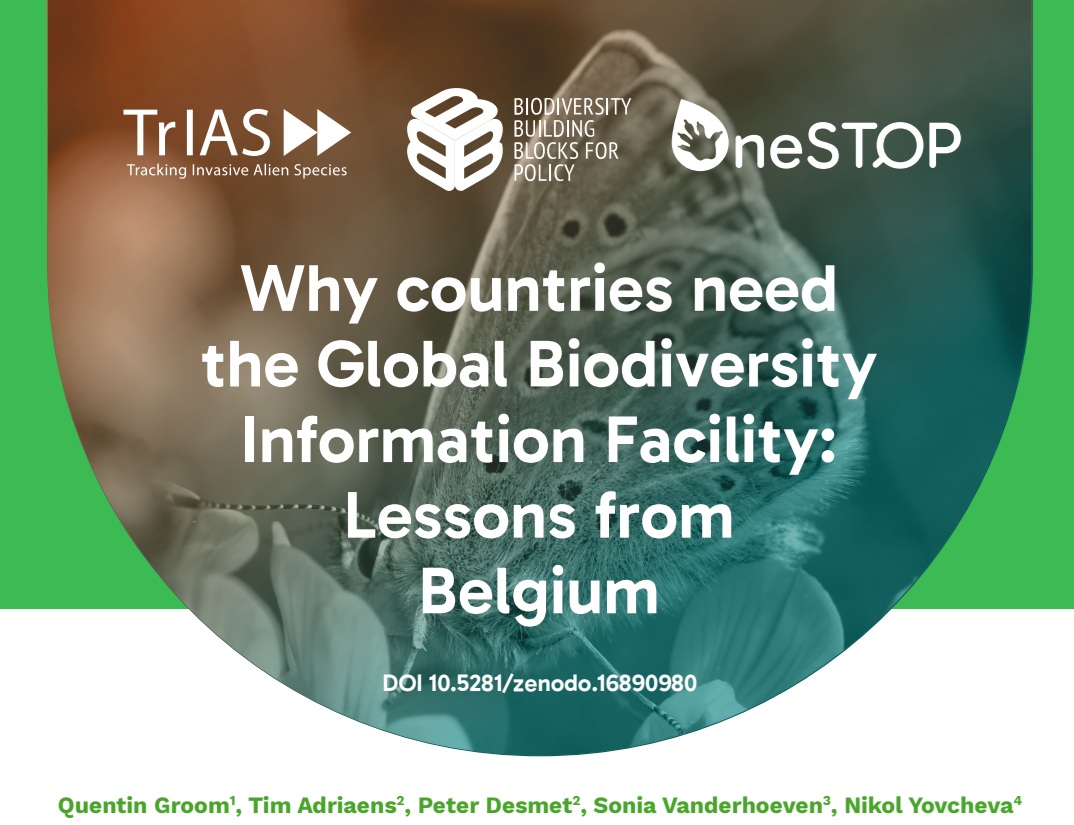 TrIAS
Tracking Invasive Alien Species
BIODIVERSITY
BUILDING
BLOCKS FOR
POLICY
OneSTOP
Why countries need
the Global Biodiversity
Information Facility:
Lessons from
Belgium
DOI 10.5281/zenodo.16890980
Quentin Groom¹, Tim Adriaens², Peter Desmet², Sonia Vanderhoeven³, Nikol Yovcheva⁴